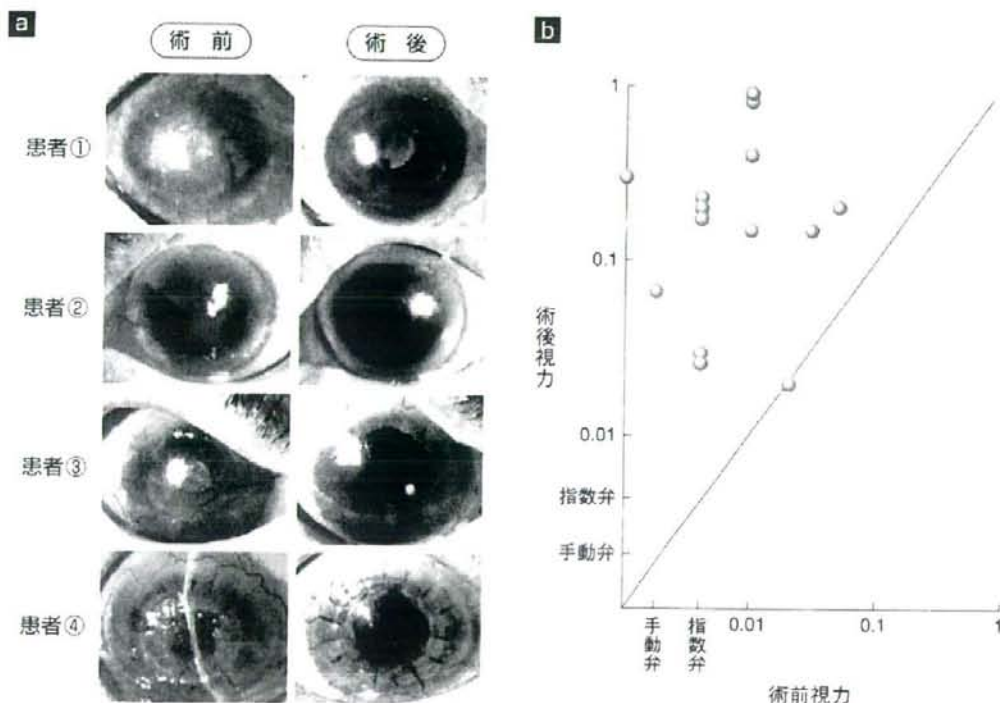 a
術前
術後
患者①
患者②
患者③
患者④
b
1
0.1
0.01
指数弁
手動弁
術後視力
手動弁
指数弁
0.01
0.1
1
術前視力